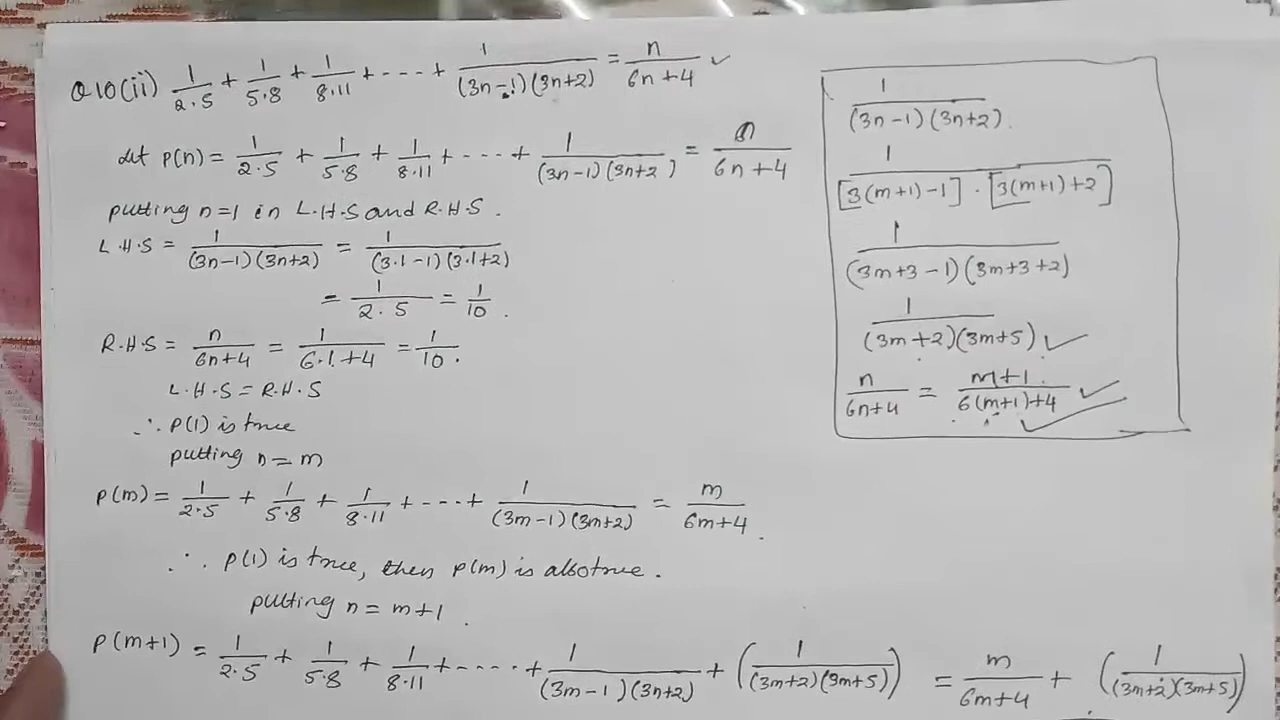 Q10(ii) 1/2·5 + 1/5·8 + 1/8·11 + ---- + 1/(3n-1)(3n+2) = n/6n+4 ✓
Let P(n) = 1/2·5 + 1/5·8 + 1/8·11 + ---- + 1/(3n-1)(3n+2) = n/6n+4
putting n=1 in L.H.S and R.H.S.
L.H.S = 1/(3n-1)(3n+2) = 1/(3·1-1)(3·1+2)
= 1/2·5 = 1/10.
R.H.S = n/6n+4 = 1/6·1+4 = 1/10.
L.H.S = R.H.S
∴ P(1) is true
putting n=m
P(m) = 1/2·5 + 1/5·8 + 1/8·11 + ---- + 1/(3m-1)(3m+2) = m/6m+4.
∴ P(1) is true, then P(m) is also true.
putting n = m+1.
P(m+1) = 1/2·5 + 1/5·8 + 1/8·11 + ---- + 1/(3m-1)(3n+2) + (1/(3m+2)(3m+5)) = m/6m+4 + (1/(3m+2)(3m+5))
1/(3n-1)(3n+2).
1/[3(m+1)-1]·[3(m+1)+2]
1/(3m+3-1)(3m+3+2)
1/(3m+2)(3m+5) ✓
n/6n+4 = m+1/6(m+1)+4 ✓